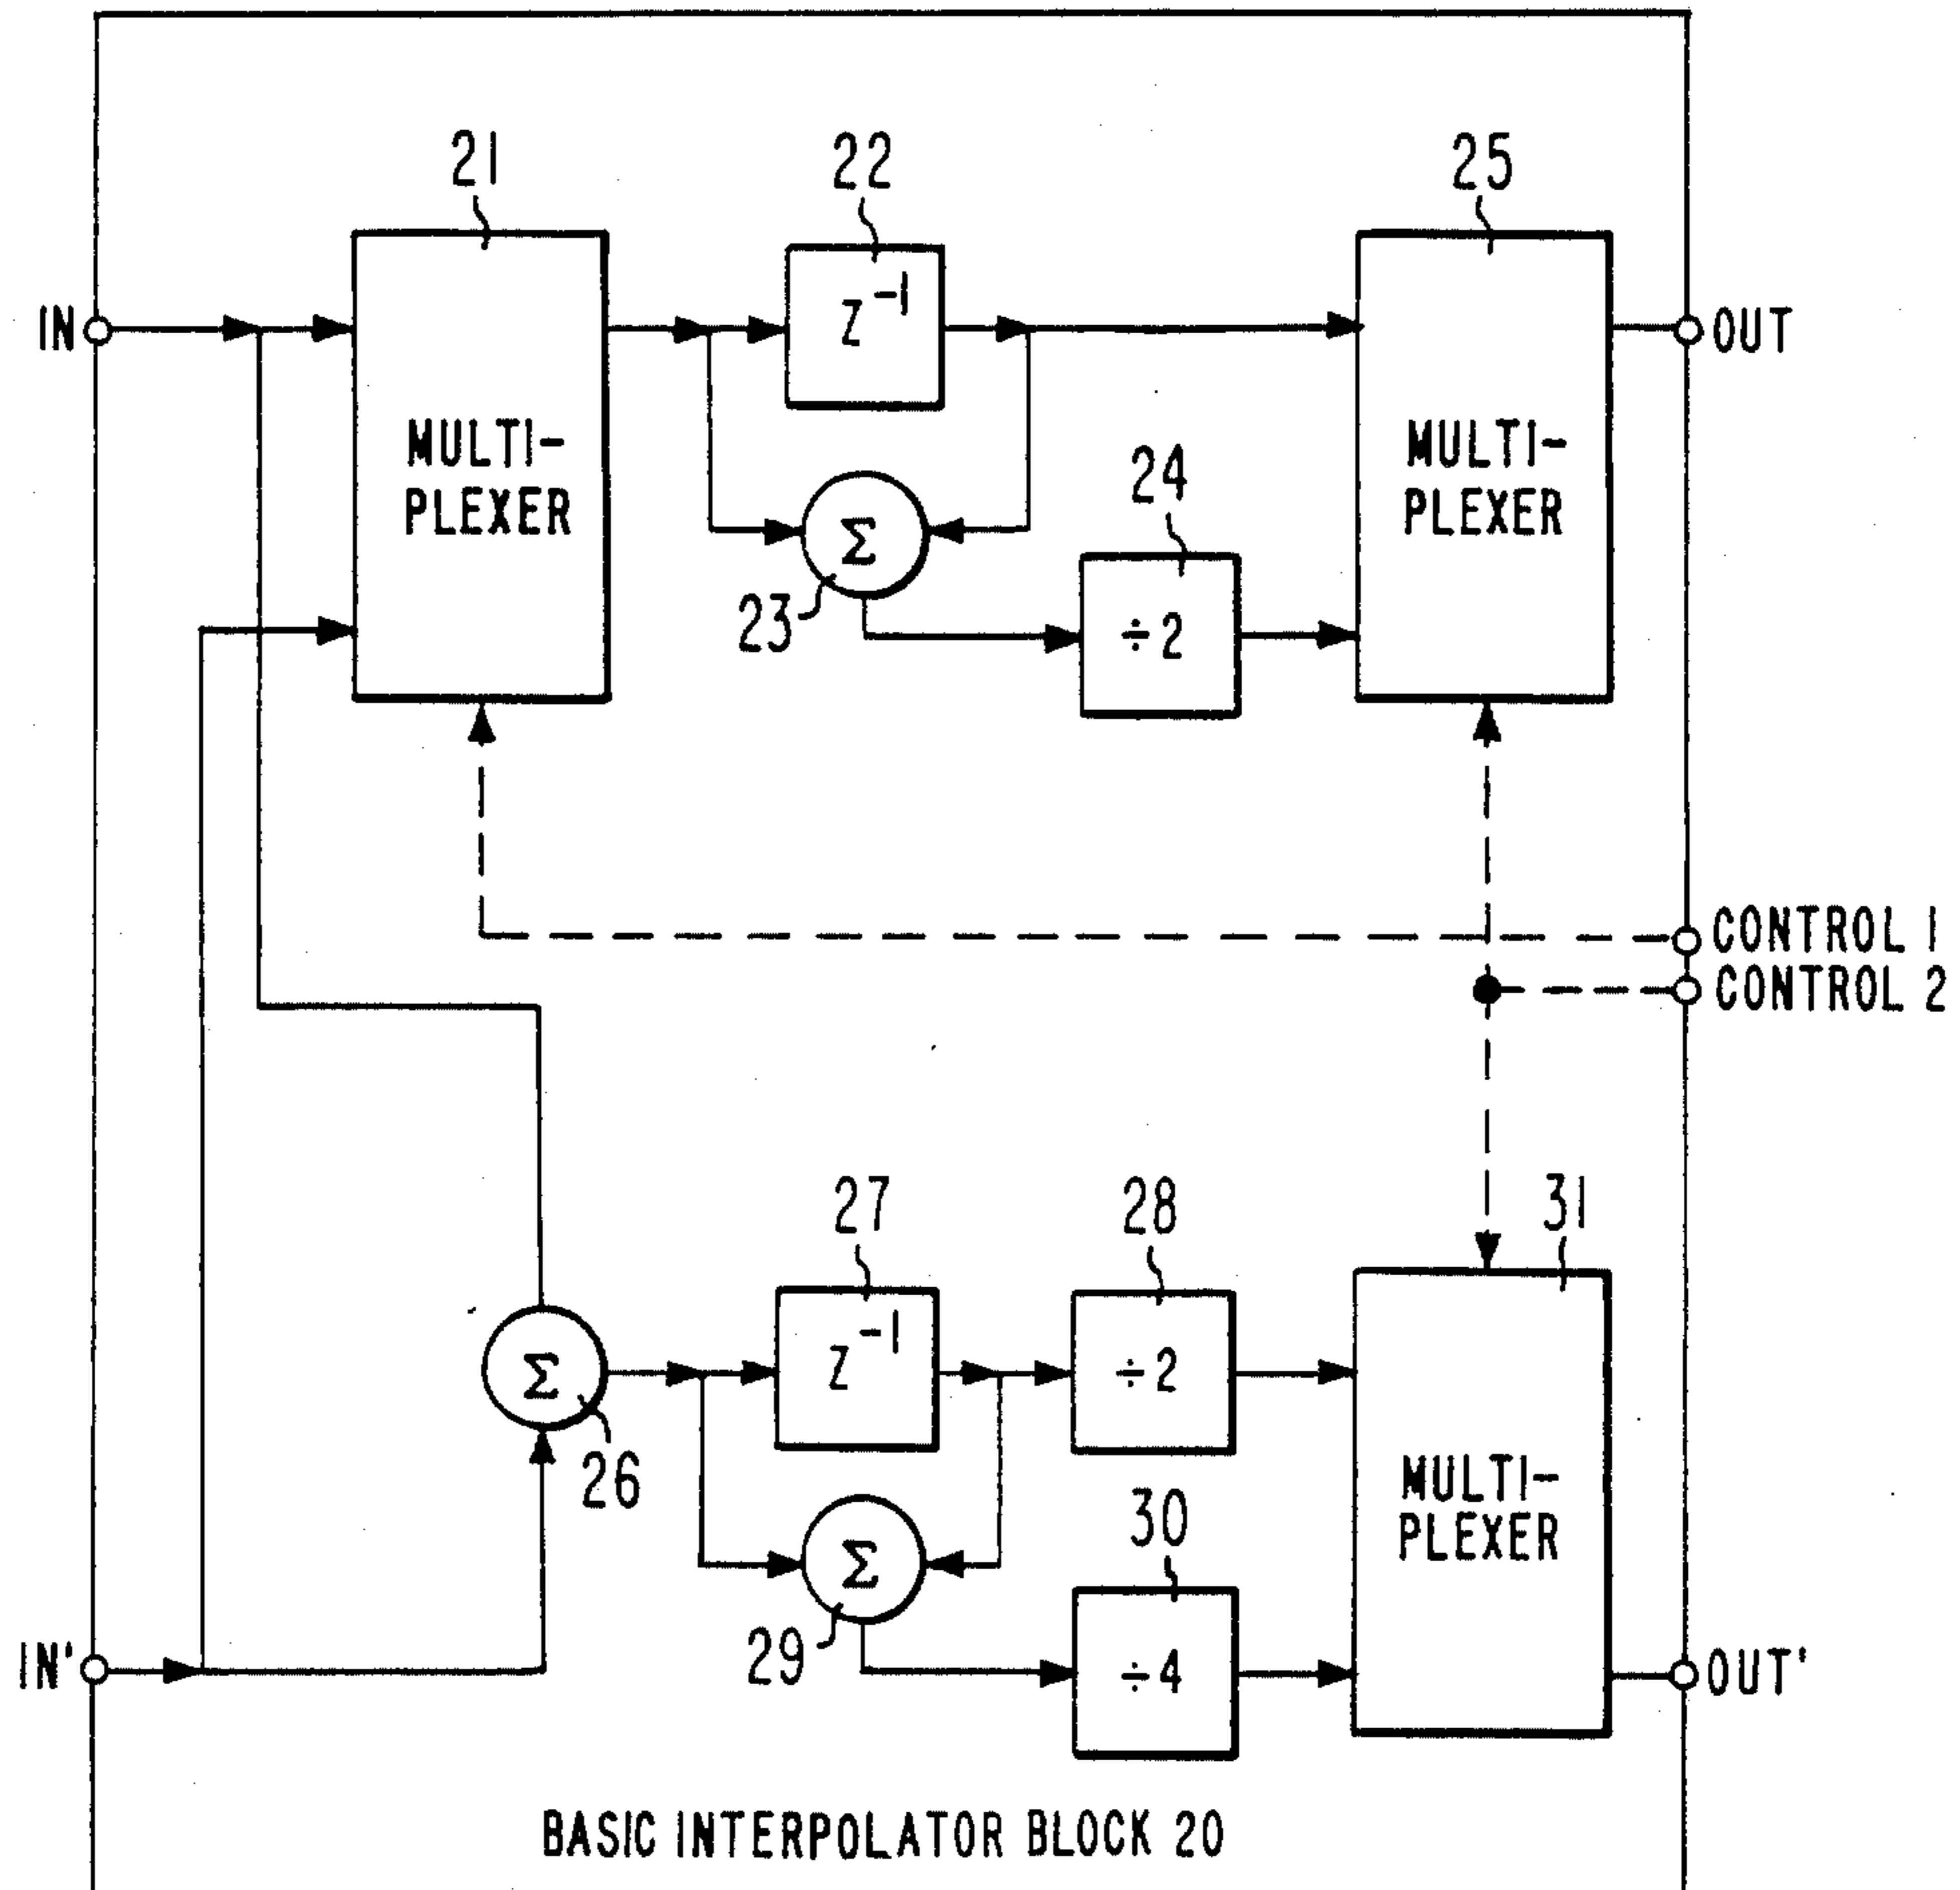 21
22
25
IN
Z⁻¹
OUT
MULTI-
PLEXER
24
MULTI-
PLEXER
Σ
23
÷2
CONTROL 1
CONTROL 2
27
28
31
Z⁻¹
÷2
Σ
26
30
MULTI-
PLEXER
Σ
29
÷4
IN'
OUT'
BASIC INTERPOLATOR BLOCK 20